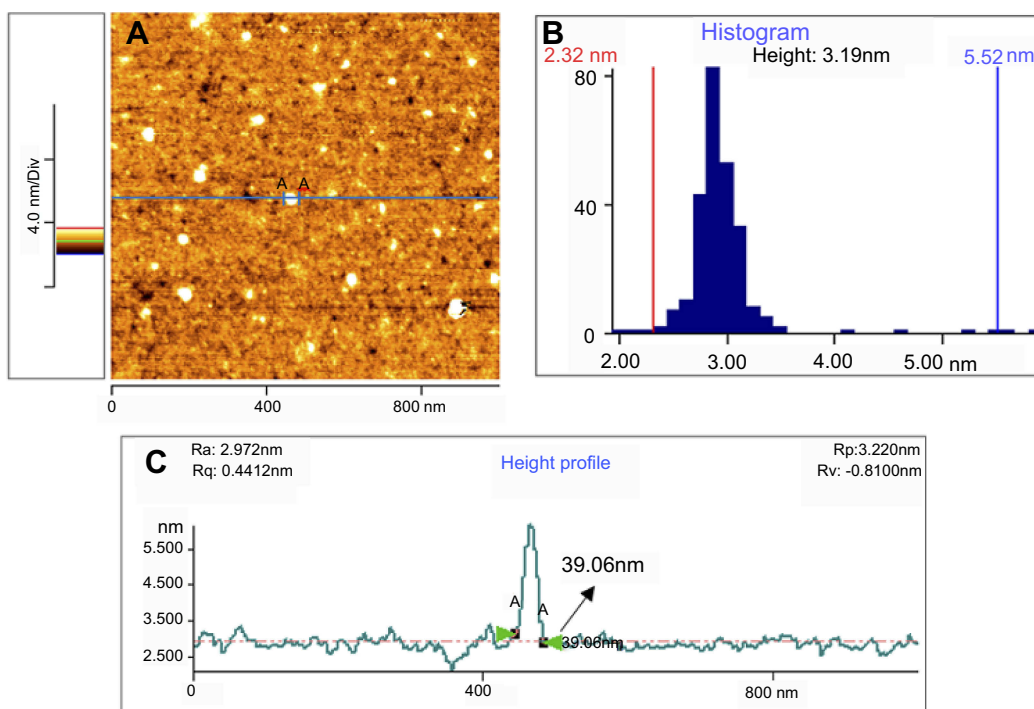 A
4.0 nm/Div
A A
0 400 800 nm
B
Histogram
2.32 nm Height: 3.19nm 5.52 nm
80
40
0
2.00 3.00 4.00 5.00 nm
C
Ra: 2.972nm
Rq: 0.4412nm
Height profile
Rp:3.220nm
Rv: -0.8100nm
nm
5.500
4.500
3.500
2.500
39.06nm
A A
39.06nm
0 400 800 nm